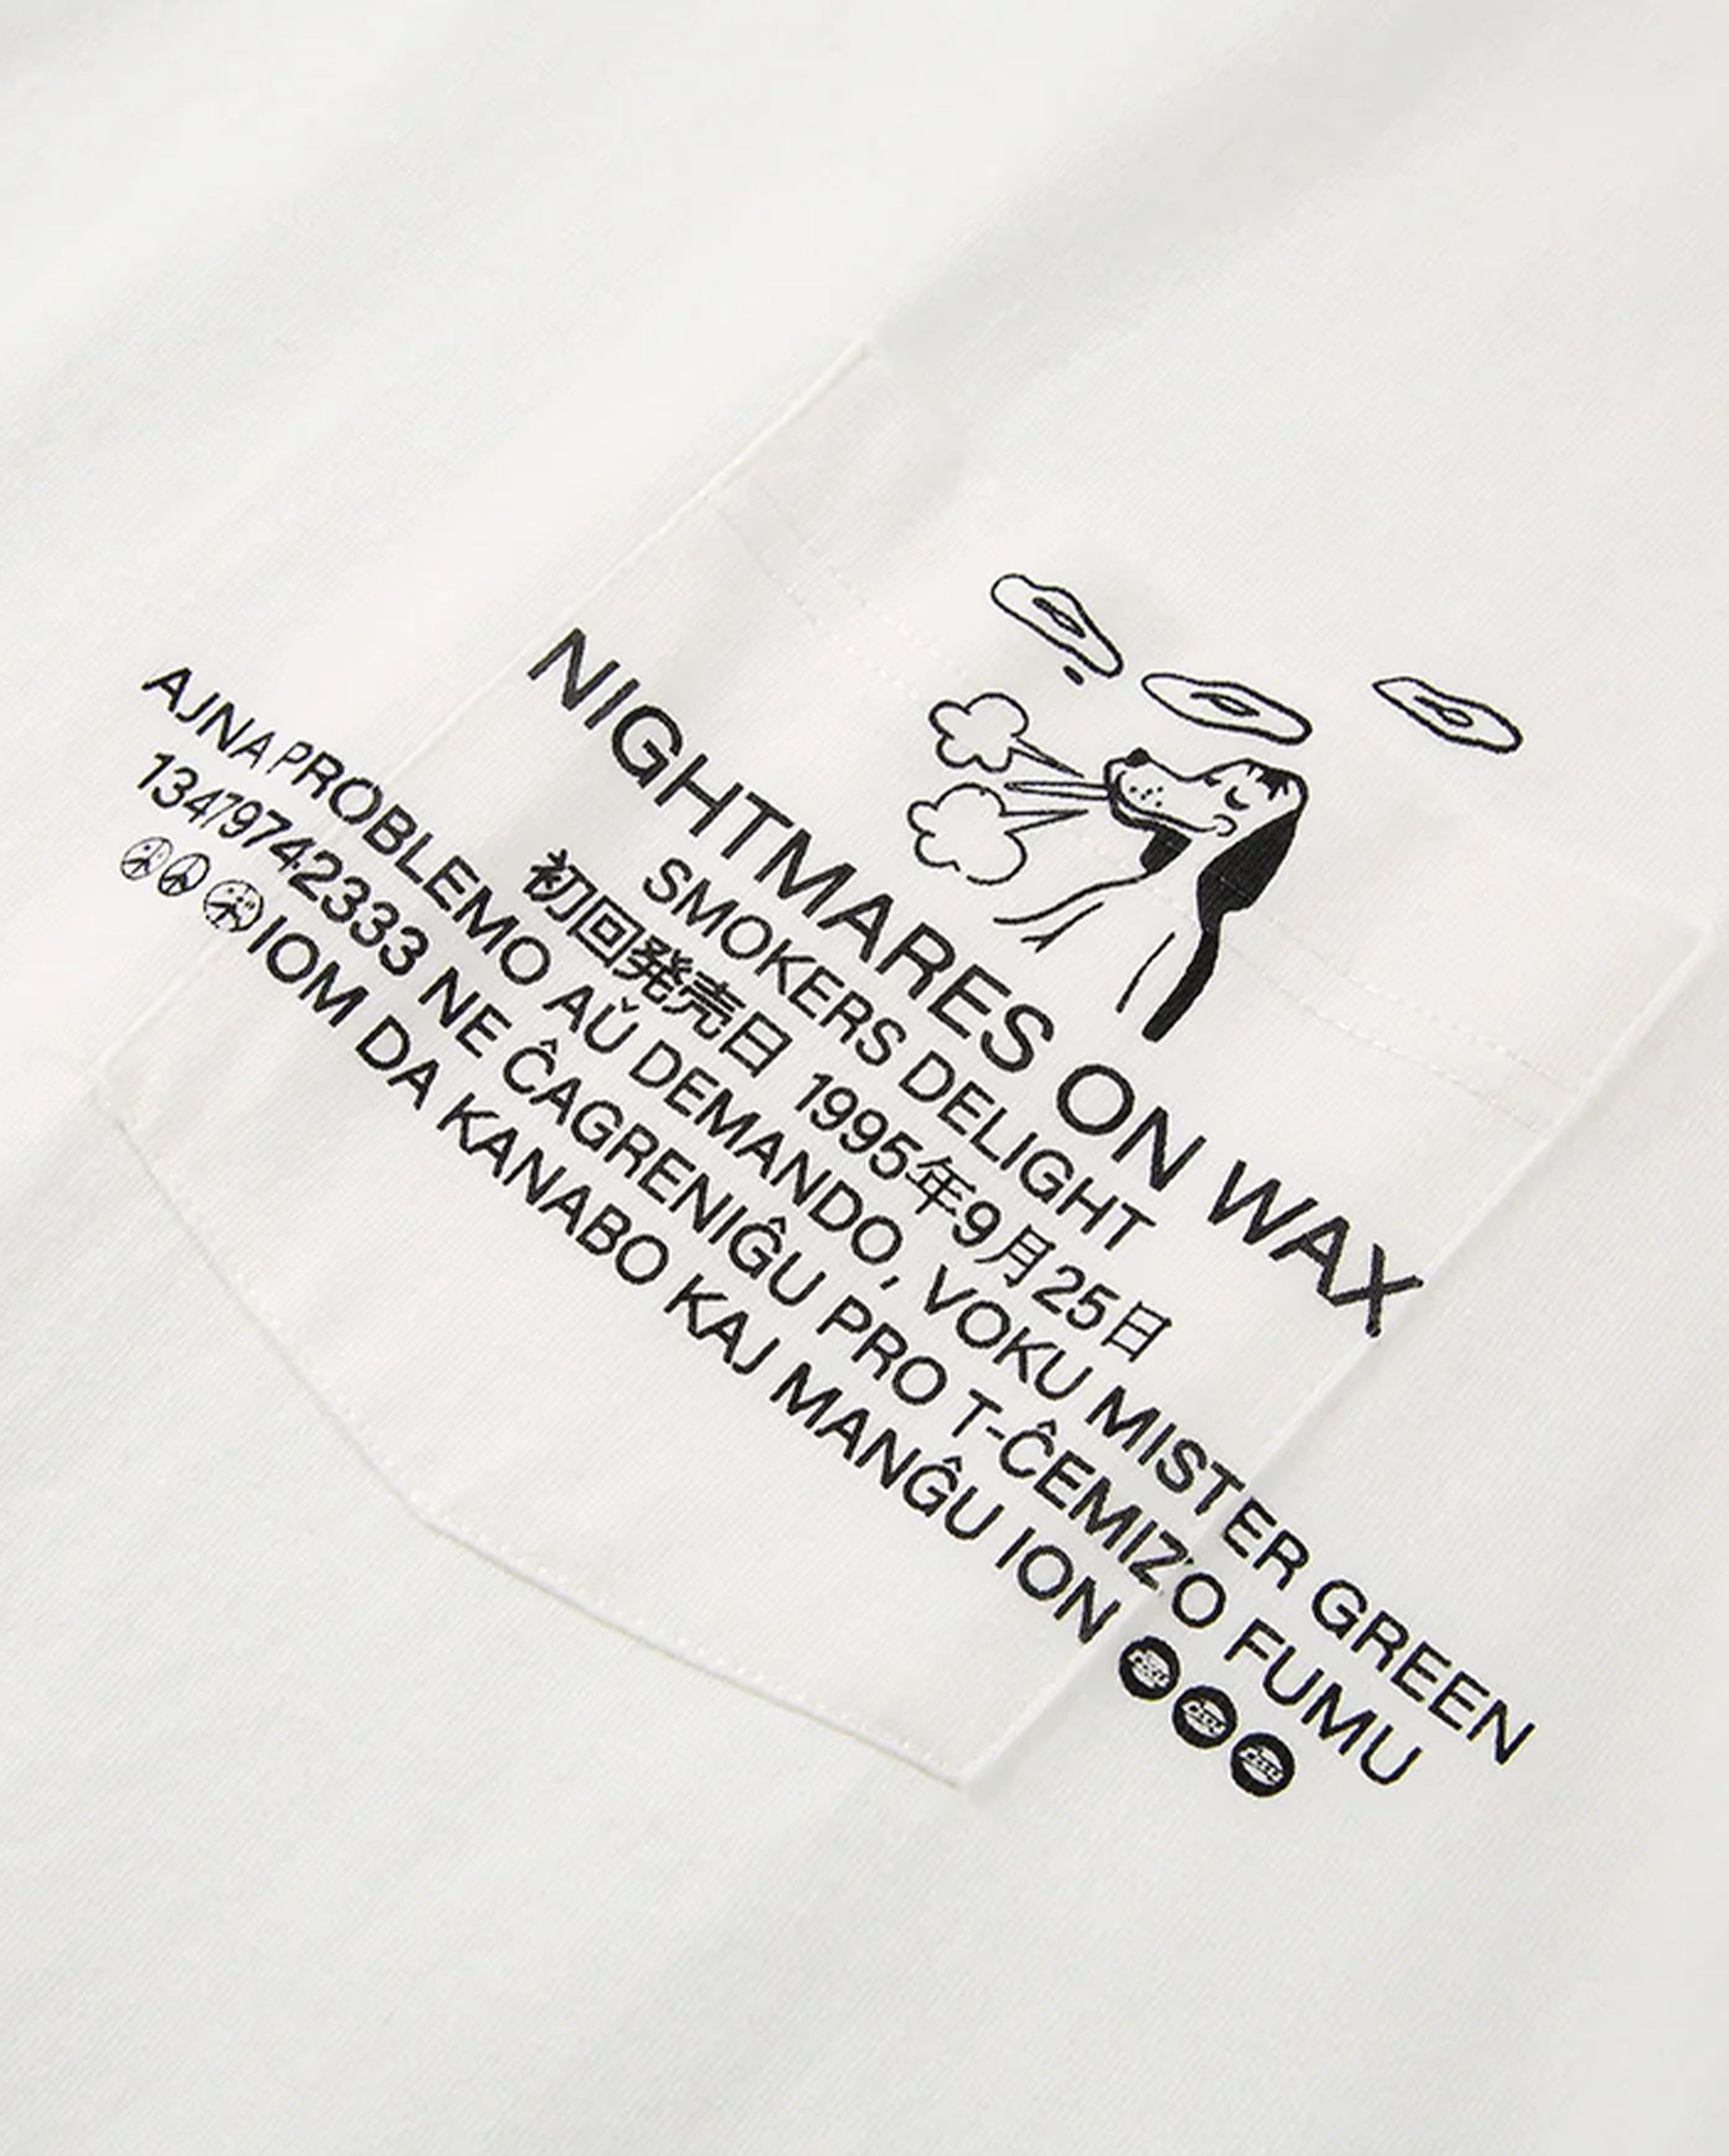 NIGHTMARES ON WAX
SMOKERS DELIGHT
初回発売日 1995年9月25日
AJNA PROBLEMO AŬ DEMANDO, VOKU MISTER GREEN
13479742333 NE ĈAGRENIĜU PRO T-ĈEMIZO FUMU
IOM DA KANABO KAJ MANĜU ION